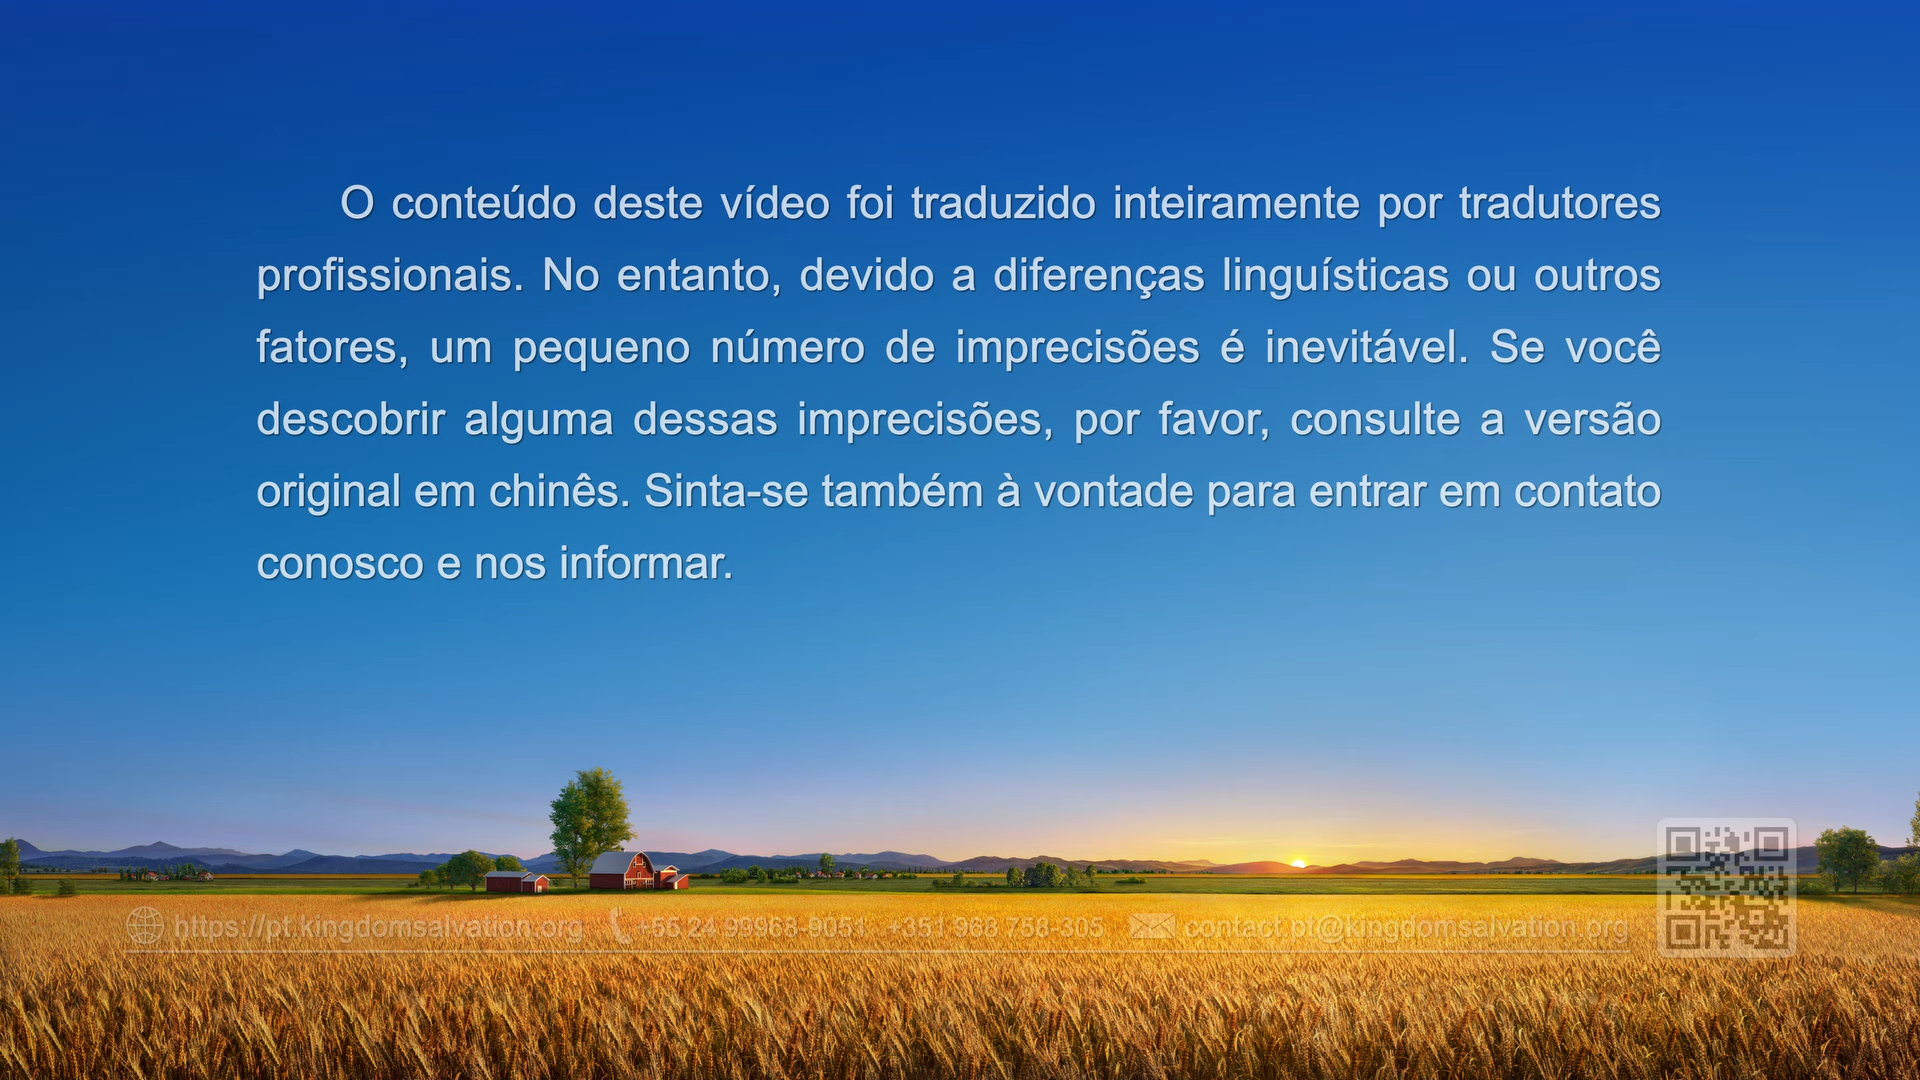 O conteúdo deste vídeo foi traduzido inteiramente por tradutores
profissionais. No entanto, devido a diferenças linguísticas ou outros
fatores, um pequeno número de imprecisões é inevitável. Se você
descobrir alguma dessas imprecisões, por favor, consulte a versão
original em chinês. Sinta-se também à vontade para entrar em contato
conosco e nos informar.
https://pt.kingdomsalvation.org +55 24 99968-9051, +351 968 758-305 contact.pt@kingdomsalvation.org